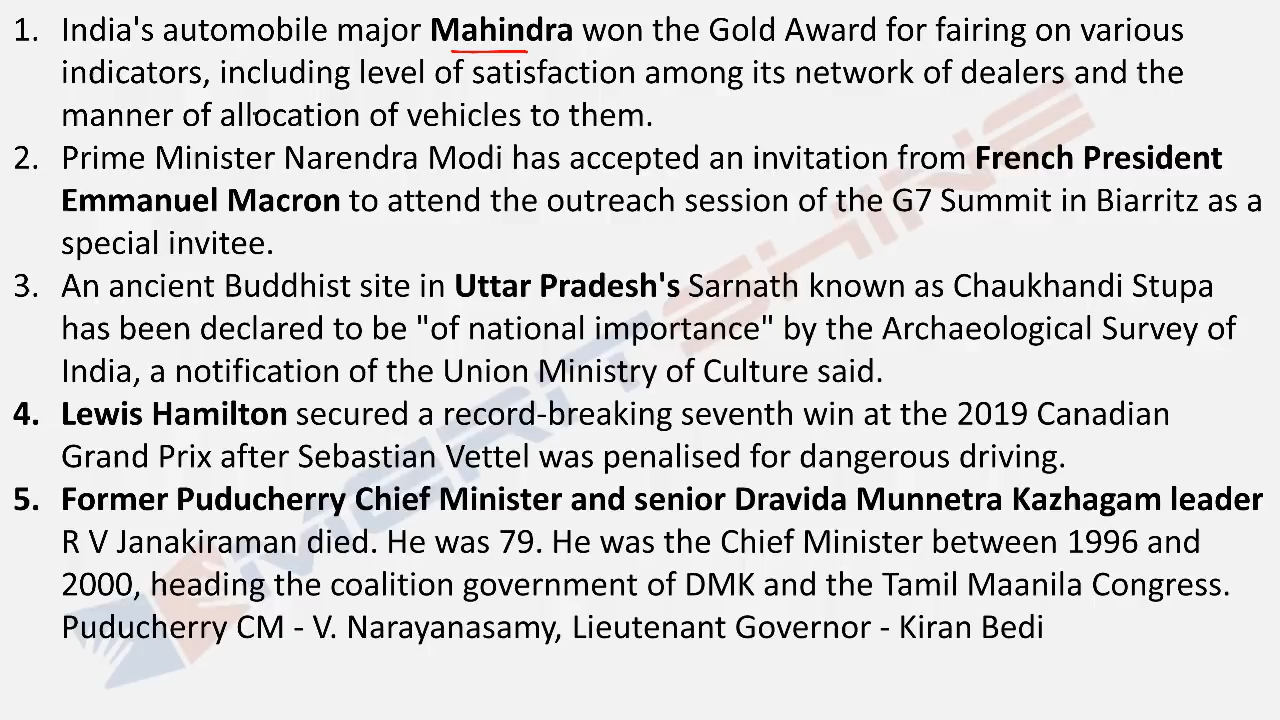 1. India's automobile major Mahindra won the Gold Award for fairing on various
indicators, including level of satisfaction among its network of dealers and the
manner of allocation of vehicles to them.
2. Prime Minister Narendra Modi has accepted an invitation from French President
Emmanuel Macron to attend the outreach session of the G7 Summit in Biarritz as a
special invitee.
3. An ancient Buddhist site in Uttar Pradesh's Sarnath known as Chaukhandi Stupa
has been declared to be "of national importance" by the Archaeological Survey of
India, a notification of the Union Ministry of Culture said.
4. Lewis Hamilton secured a record-breaking seventh win at the 2019 Canadian
Grand Prix after Sebastian Vettel was penalised for dangerous driving.
5. Former Puducherry Chief Minister and senior Dravida Munnetra Kazhagam leader
R V Janakiraman died. He was 79. He was the Chief Minister between 1996 and
2000, heading the coalition government of DMK and the Tamil Maanila Congress.
Puducherry CM - V. Narayanasamy, Lieutenant Governor - Kiran Bedi
MERIT SHINE